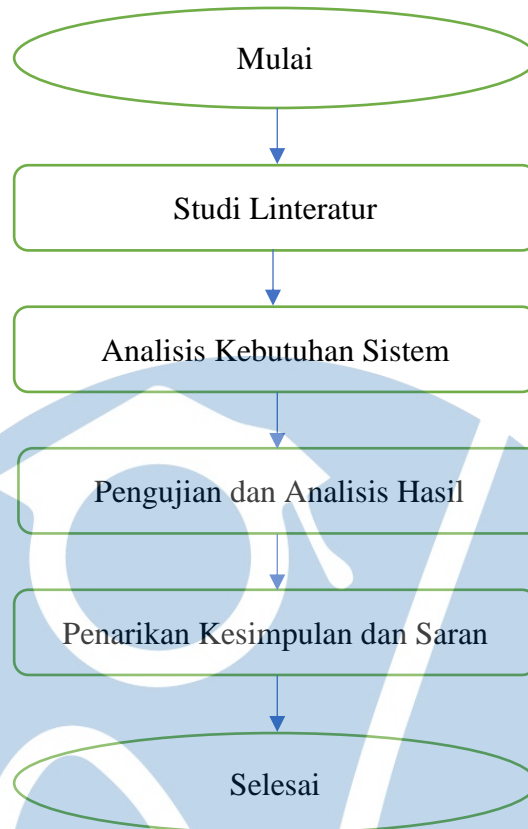 Mulai
Studi Linteratur
Analisis Kebutuhan Sistem
Pengujian dan Analisis Hasil
Penarikan Kesimpulan dan Saran
Selesai